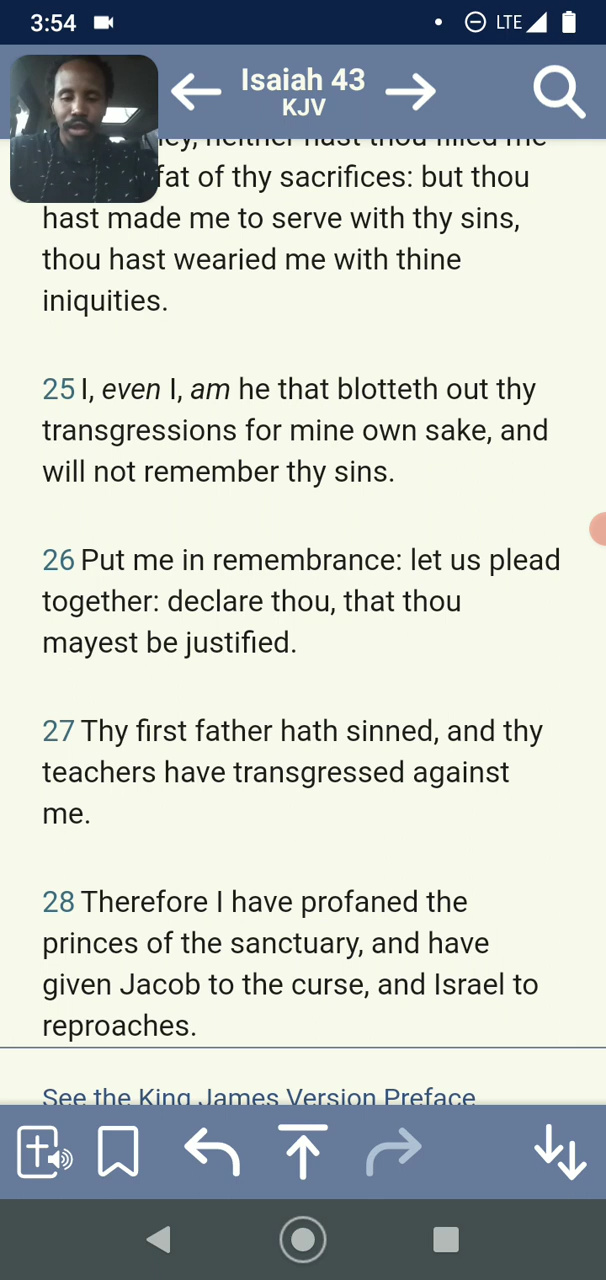 3:54
LTE
Isaiah 43
KJV
neither hast thou filled me
fat of thy sacrifices: but thou
hast made me to serve with thy sins,
thou hast wearied me with thine
iniquities.
25 I, even I, am he that blotteth out thy
transgressions for mine own sake, and
will not remember thy sins.
26 Put me in remembrance: let us plead
together: declare thou, that thou
mayest be justified.
27 Thy first father hath sinned, and thy
teachers have transgressed against
me.
28 Therefore I have profaned the
princes of the sanctuary, and have
given Jacob to the curse, and Israel to
reproaches.
See the King James Version Preface